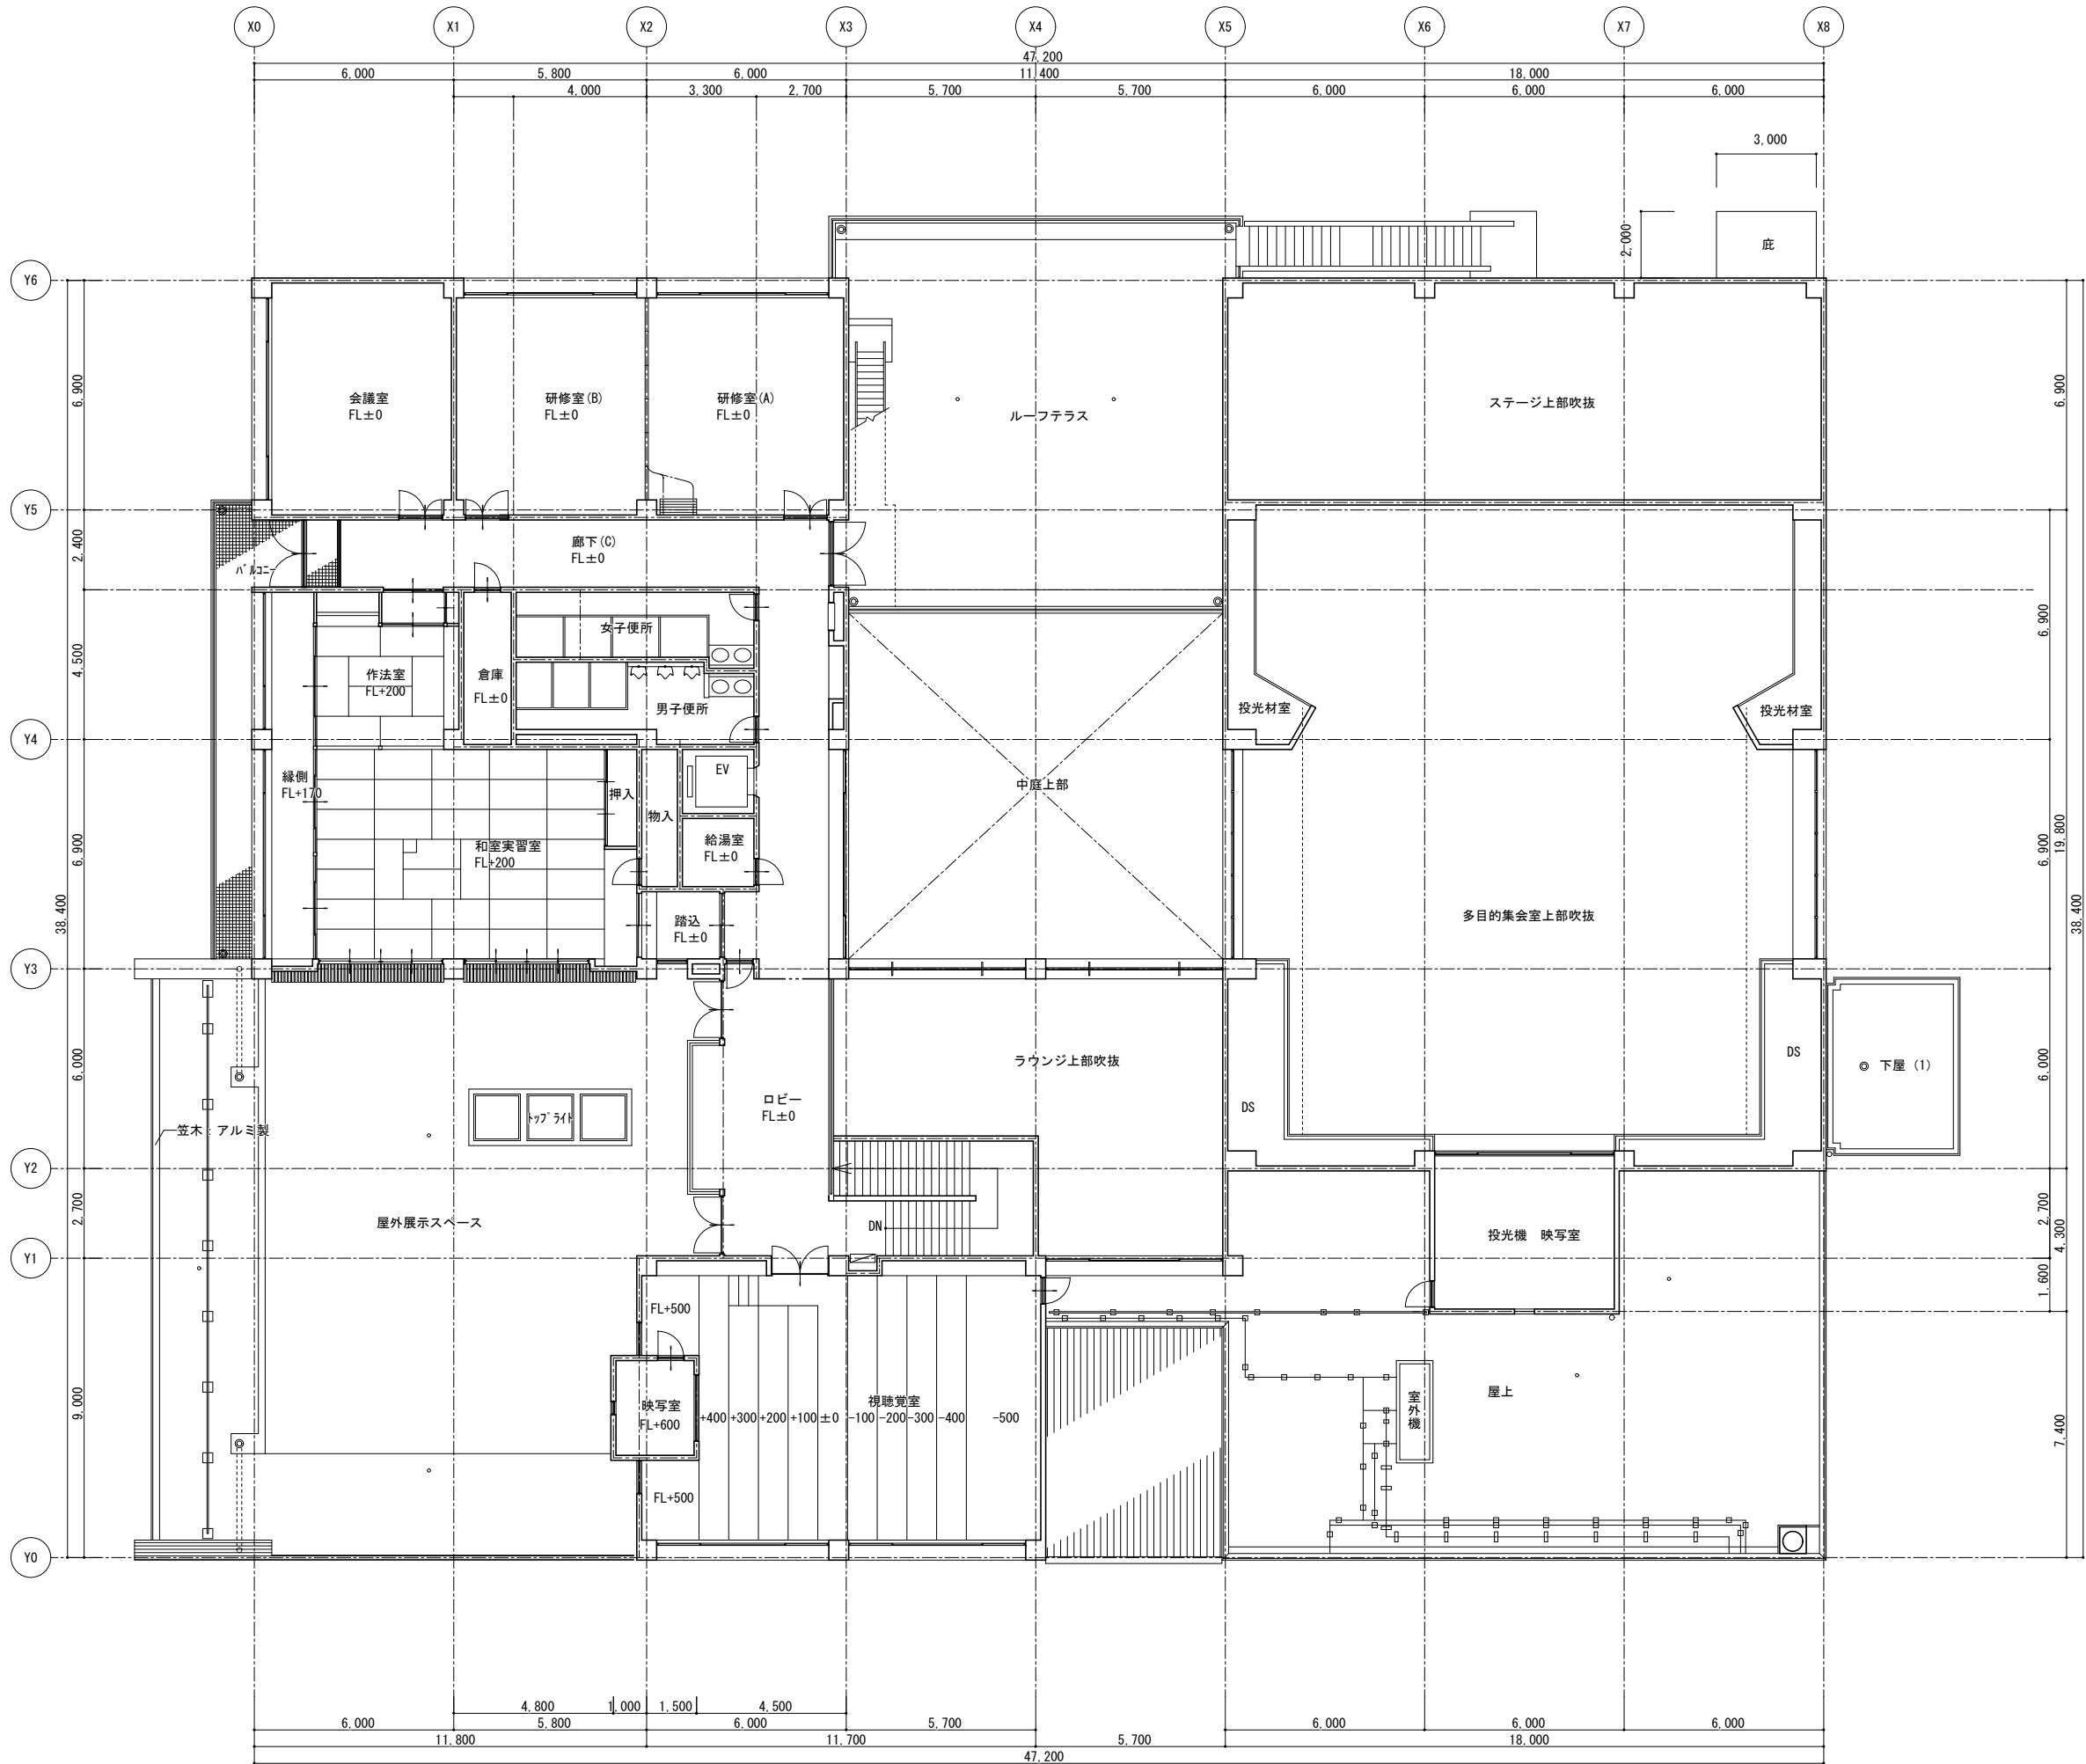 X0 X1 X2 X3 X4 X5 X6 X7 X8
47,200
6,000 5,800 6,000 11,400 18,000
4,000 3,300 2,700 5,700 5,700 6,000 6,000 6,000
3,000
2,000
庇
Y6
Y5
Y4
Y3
Y2
Y1
Y0
6,900
2,400
4,500
6,900
6,000
2,700
9,000
38,400
会議室
FL±0
研修室(B)
FL±0
研修室(A)
FL±0
ルーフテラス
ステージ上部吹抜
廊下(C)
FL±0
バルコニー
女子便所
作法室
FL+200
倉庫
FL±0
男子便所
投光材室
投光材室
縁側
FL+170
EV
押入
物入
中庭上部
給湯室
FL±0
和室実習室
FL+200
踏込
FL±0
多目的集会室上部吹抜
ラウンジ上部吹抜
DS
DS
下屋 (1)
ロビー
FL±0
トップライト
笠木:アルミ製
屋外展示スペース
DN
投光機 映写室
FL+500
映写室
FL+600
FL+500
視聴覚室
+400 +300 +200 +100 ±0 -100 -200 -300 -400 -500
室外機
屋上
6,900
6,900
6,900
6,000
2,700
1,600
4,300
7,400
19,800
38,400
4,800 1,000 1,500 4,500
6,000 5,800 6,000 5,700 6,000 6,000 6,000
11,800 11,700 5,700 18,000
47,200